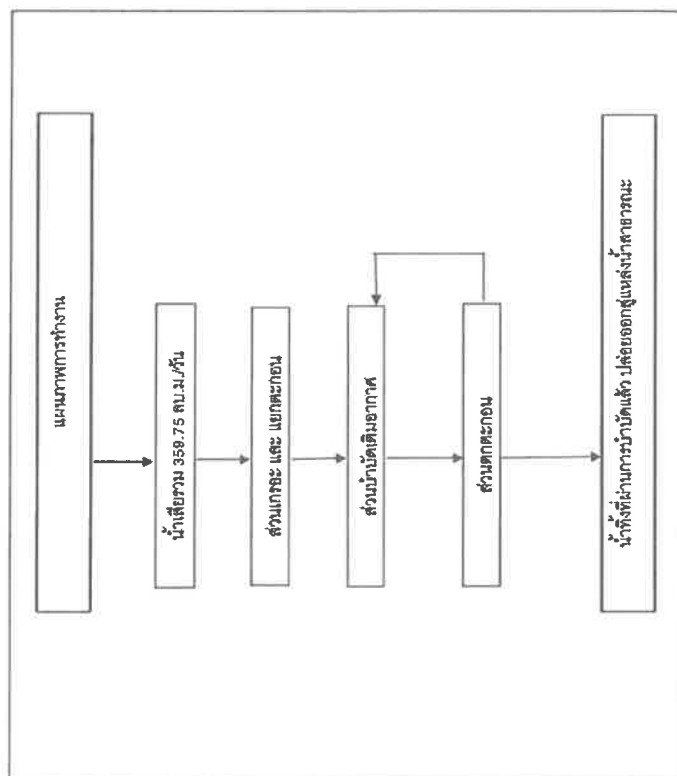 แผนภาพการทำงาน
น้ำเสียรวม 359.75 ลบ.ม./วัน
ส่วนเกรอะ และ แยกตะกอน
ส่วนบำบัดเติมอากาศ
ส่วนตกตะกอน
น้ำทิ้งที่ผ่านการบำบัดแล้ว ปล่อยออกสู่แหล่งน้ำสาธารณะ